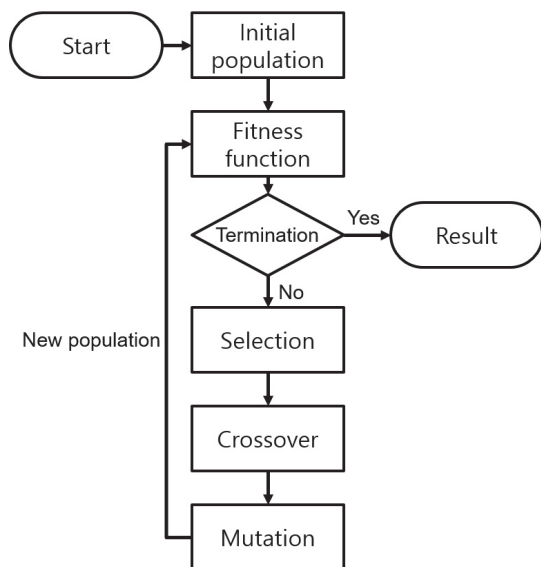 Start
Initial
population
Fitness
function
Termination
Yes
Result
No
Selection
New population
Crossover
Mutation